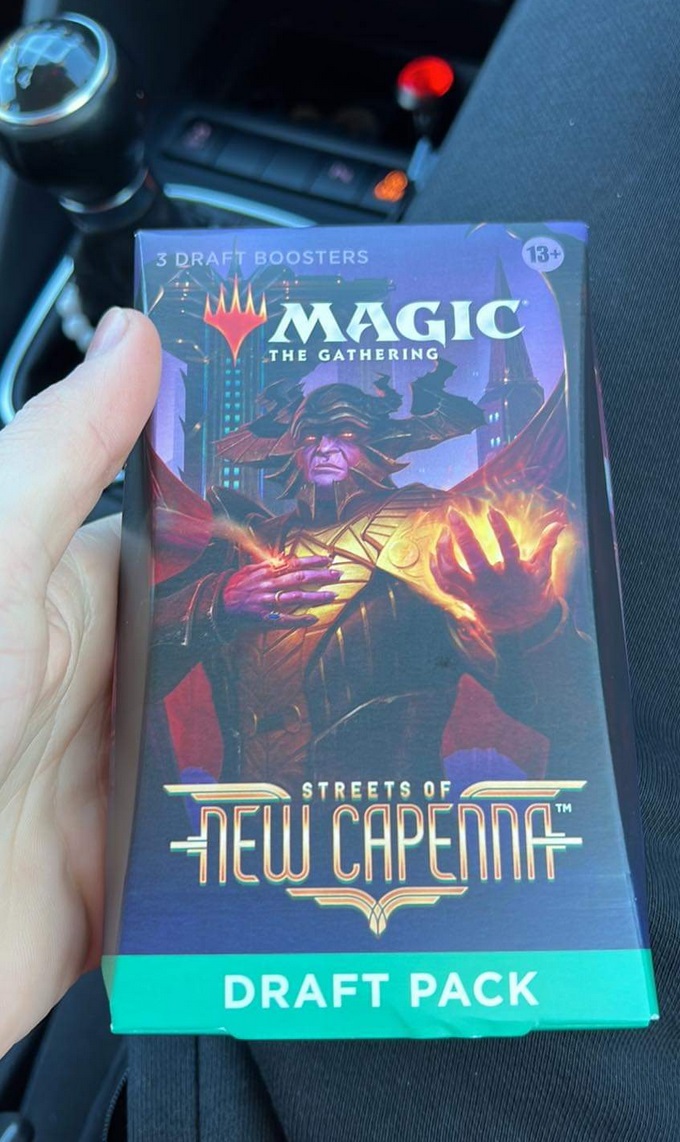 3 DRAFT BOOSTERS
13+
MAGIC
THE GATHERING
STREETS OF
NEW CAPENNA™
DRAFT PACK